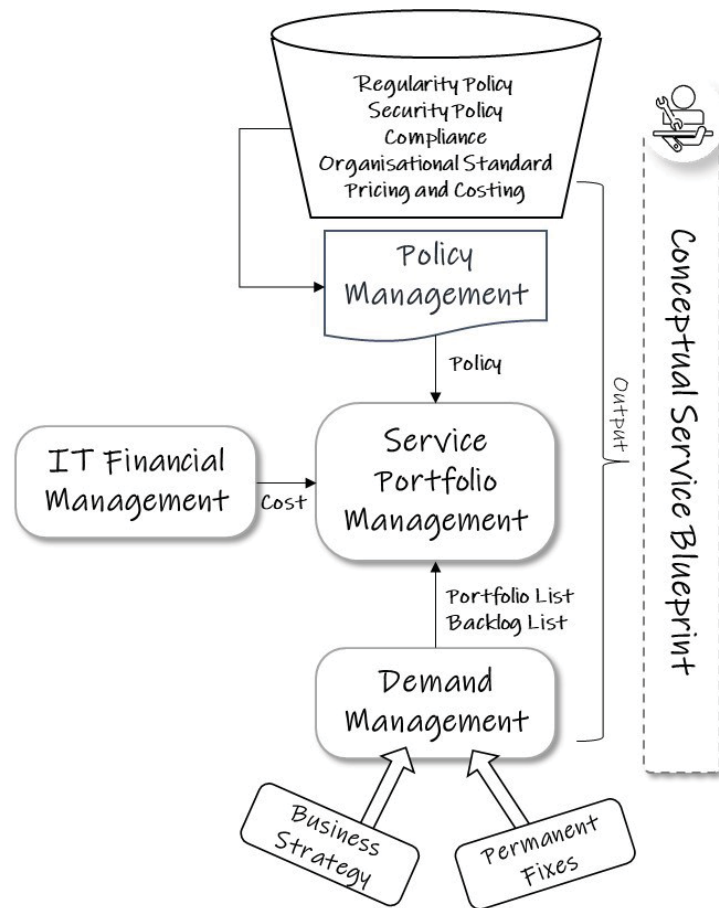 Regularity Policy
Security Policy
Compliance
Organisational Standard
Pricing and Costing
Policy
Management
Policy
Service
Portfolio
Management
IT Financial
Management
Cost
Portfolio List
Backlog List
Demand
Management
Business
Strategy
Permanent
Fixes
Output
Conceptual Service Blueprint